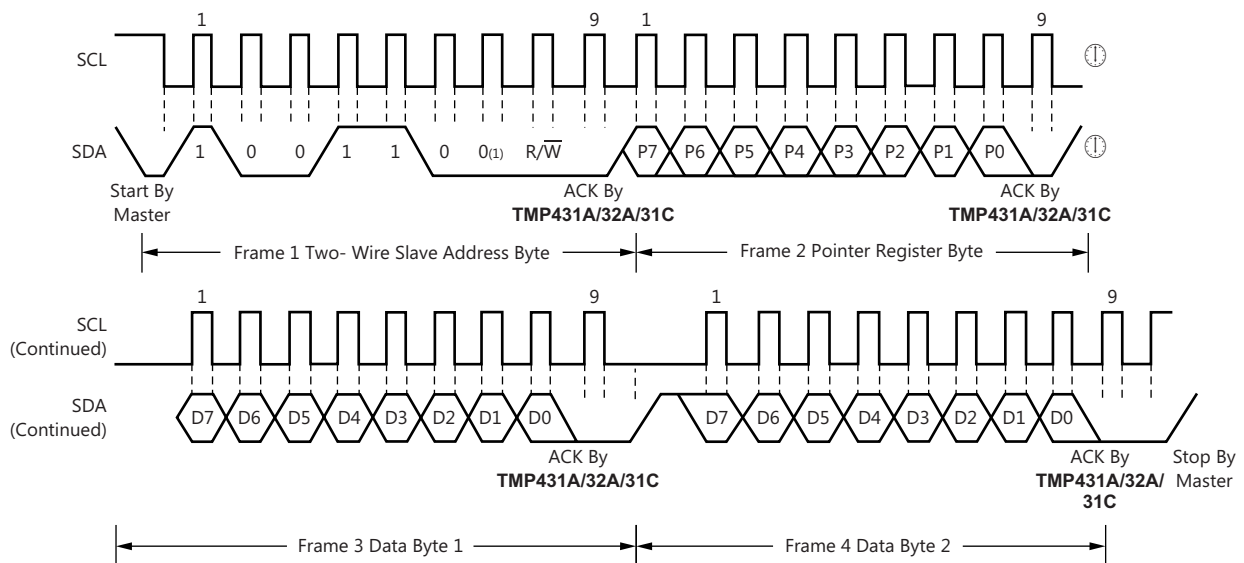 1 9 1 9
SCL
SDA 1 0 0 1 1 0 0(1) R/W̅ P7 P6 P5 P4 P3 P2 P1 P0
Start By
Master
ACK By
TMP431A/32A/31C
ACK By
TMP431A/32A/31C
Frame 1 Two- Wire Slave Address Byte
Frame 2 Pointer Register Byte
1 9 1 9
SCL
(Continued)
SDA
(Continued)
D7 D6 D5 D4 D3 D2 D1 D0 D7 D6 D5 D4 D3 D2 D1 D0
ACK By
TMP431A/32A/31C
ACK By
TMP431A/32A/
31C
Stop By
Master
Frame 3 Data Byte 1
Frame 4 Data Byte 2